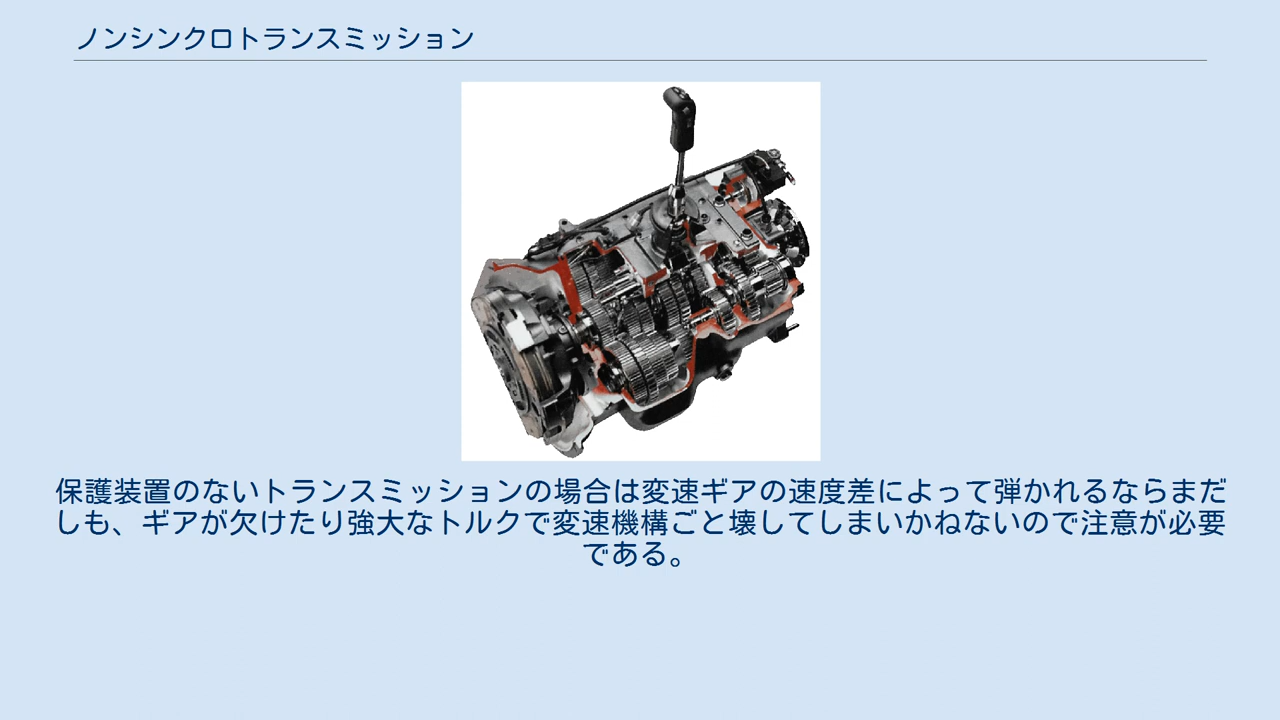 ノンシンクロトランスミッション
保護装置のないトランスミッションの場合は変速ギアの速度差によって弾かれるならまだ
しも、ギアが欠けたり強大なトルクで変速機構ごと壊してしまいかねないので注意が必要
である。